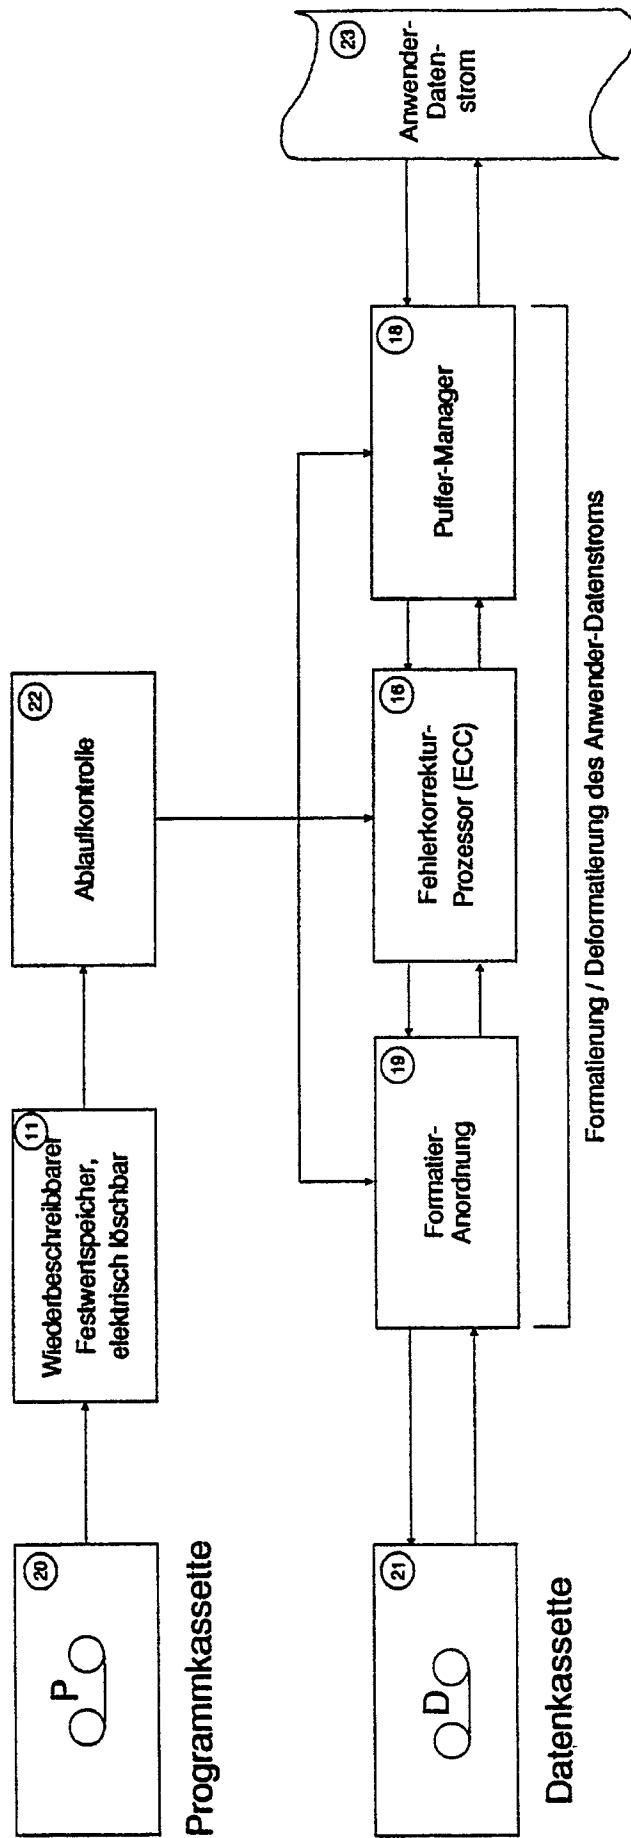 20
P
Programmkassette
11
Wiederbeschreibbarer
Festwertspeicher,
elektrisch löschbar
22
Ablaufkontrolle
21
D
Datenkassette
19
Formatier-
Anordnung
16
Fehlerkorrektur-
Prozessor (ECC)
18
Puffer-Manager
23
Anwender-
Daten-
strom
Formatierung / Deformatierung des Anwender-Datenstroms